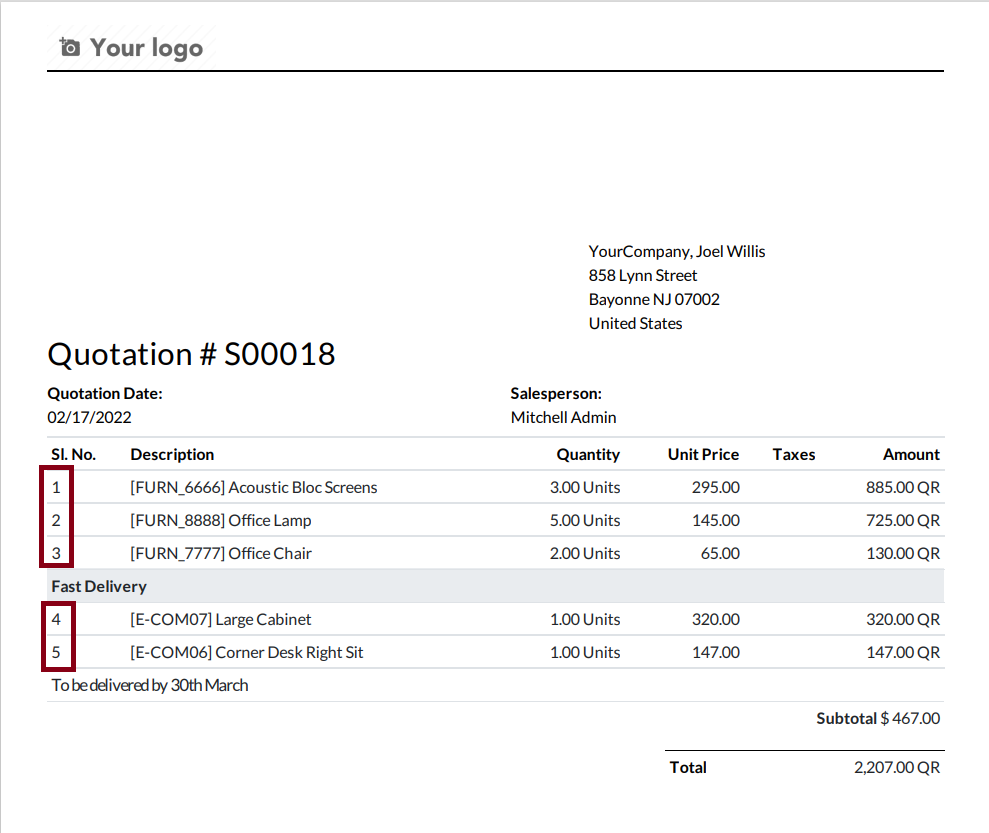 Your logo
YourCompany, Joel Willis
858 Lynn Street
Bayonne NJ 07002
United States
Quotation # S00018
Quotation Date: Salesperson:
02/17/2022 Mitchell Admin
Sl. No. Description Quantity Unit Price Taxes Amount
1 [FURN_6666] Acoustic Bloc Screens 3.00 Units 295.00 885.00 QR
2 [FURN_8888] Office Lamp 5.00 Units 145.00 725.00 QR
3 [FURN_7777] Office Chair 2.00 Units 65.00 130.00 QR
Fast Delivery
4 [E-COM07] Large Cabinet 1.00 Units 320.00 320.00 QR
5 [E-COM06] Corner Desk Right Sit 1.00 Units 147.00 147.00 QR
To be delivered by 30th March
Subtotal $ 467.00
Total 2,207.00 QR